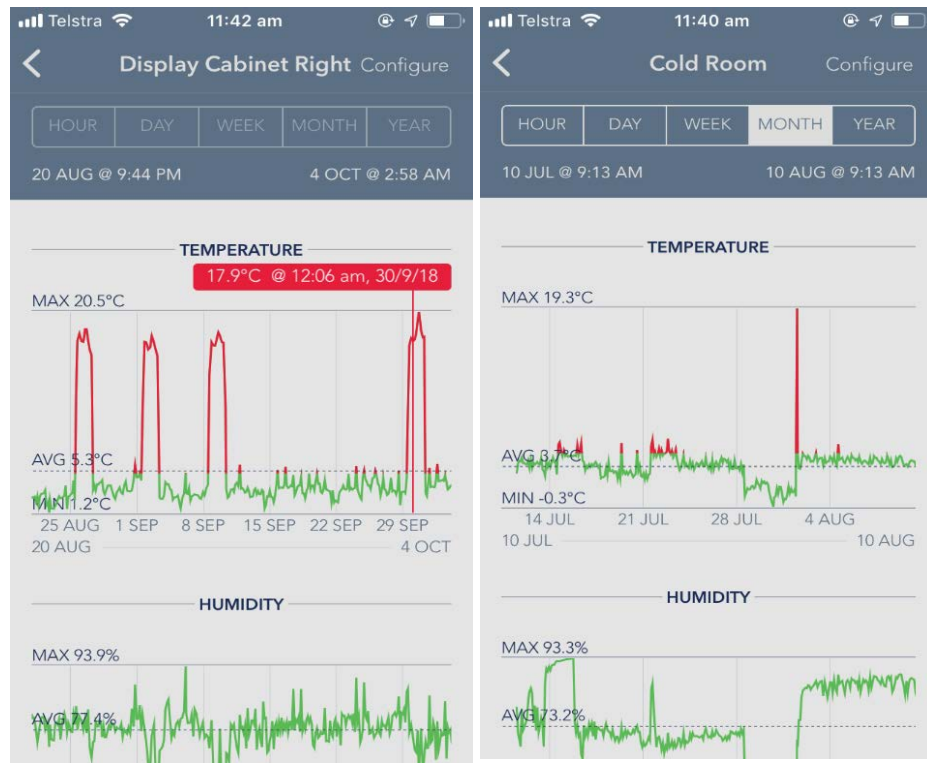 Telstra 11:42 am
Display Cabinet Right Configure
HOUR DAY WEEK MONTH YEAR
20 AUG @ 9:44 PM 4 OCT @ 2:58 AM
TEMPERATURE
17.9°C @ 12:06 am, 30/9/18
MAX 20.5°C
AVG 5.3°C
MIN 1.2°C
25 AUG 1 SEP 8 SEP 15 SEP 22 SEP 29 SEP
20 AUG 4 OCT
HUMIDITY
MAX 93.9%
AVG 77.4%
Telstra 11:40 am
Cold Room Configure
HOUR DAY WEEK MONTH YEAR
10 JUL @ 9:13 AM 10 AUG @ 9:13 AM
TEMPERATURE
MAX 19.3°C
AVG 3.7°C
MIN -0.3°C
14 JUL 21 JUL 28 JUL 4 AUG
10 JUL 10 AUG
HUMIDITY
MAX 93.3%
AVG 73.2%